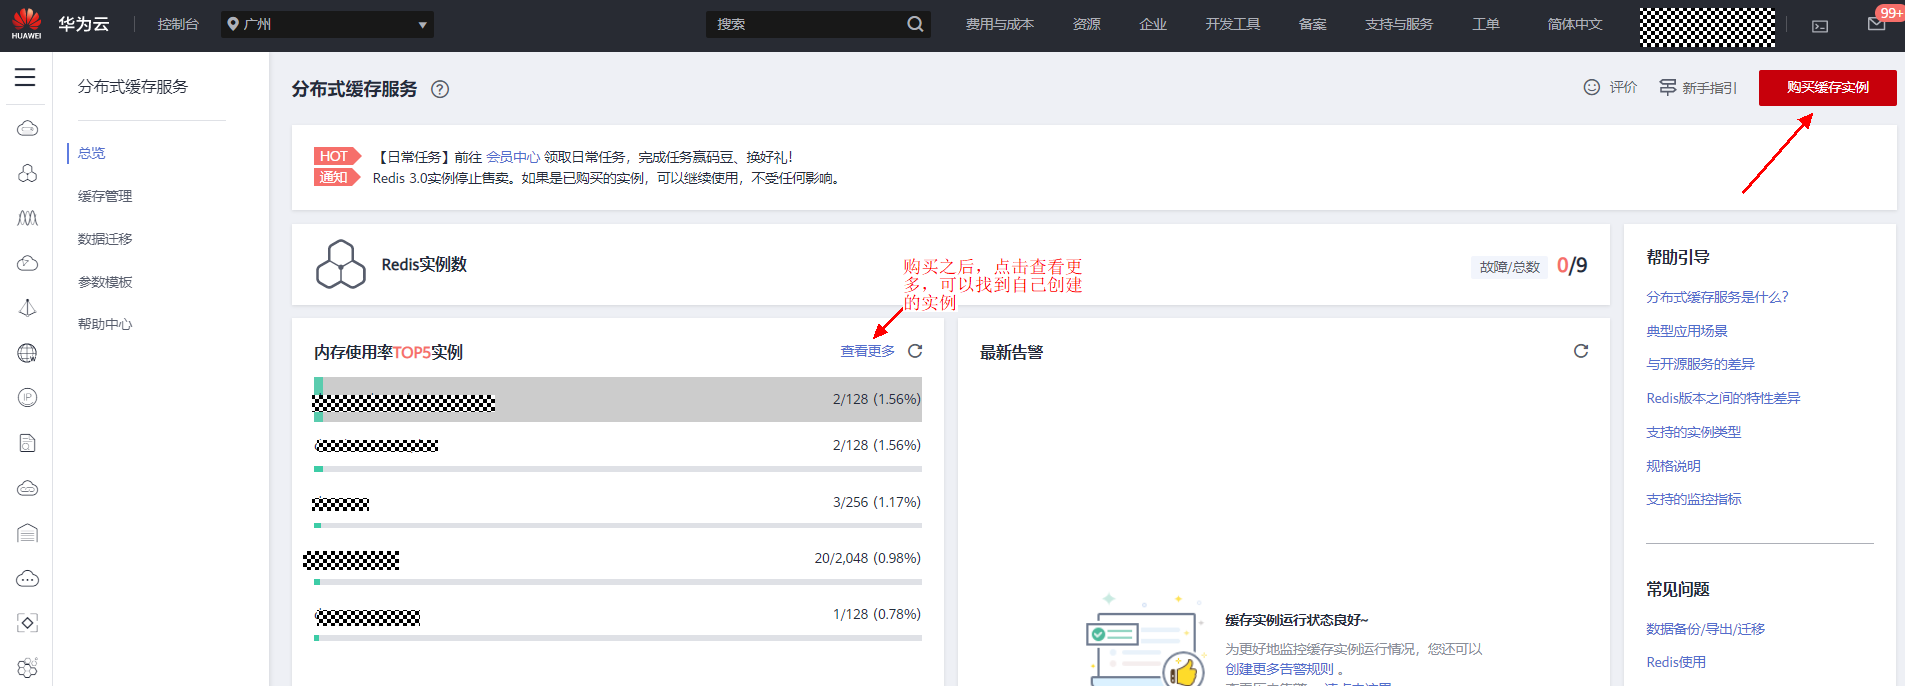 HUAWEI
华为云
控制台
广州
搜索
费用与成本
资源
企业
开发工具
备案
支持与服务
工单
简体中文
99+
分布式缓存服务
总览
缓存管理
数据迁移
参数模板
帮助中心
分布式缓存服务
评价
新手指引
购买缓存实例
HOT 【日常任务】前往 会员中心 领取日常任务，完成任务赢码豆、换好礼！
通知 Redis 3.0实例停止售卖。如果是已购买的实例，可以继续使用，不受任何影响。
Redis实例数
故障/总数 0/9
购买之后，点击查看更
多，可以找到自己创建
的实例
内存使用率TOP5实例
查看更多
2/128 (1.56%)
2/128 (1.56%)
3/256 (1.17%)
20/2,048 (0.98%)
1/128 (0.78%)
最新告警
缓存实例运行状态良好~
为更好地监控缓存实例运行情况，您还可以
创建更多告警规则 。
帮助引导
分布式缓存服务是什么?
典型应用场景
与开源服务的差异
Redis版本之间的特性差异
支持的实例类型
规格说明
支持的监控指标
常见问题
数据备份/导出/迁移
Redis使用
IP